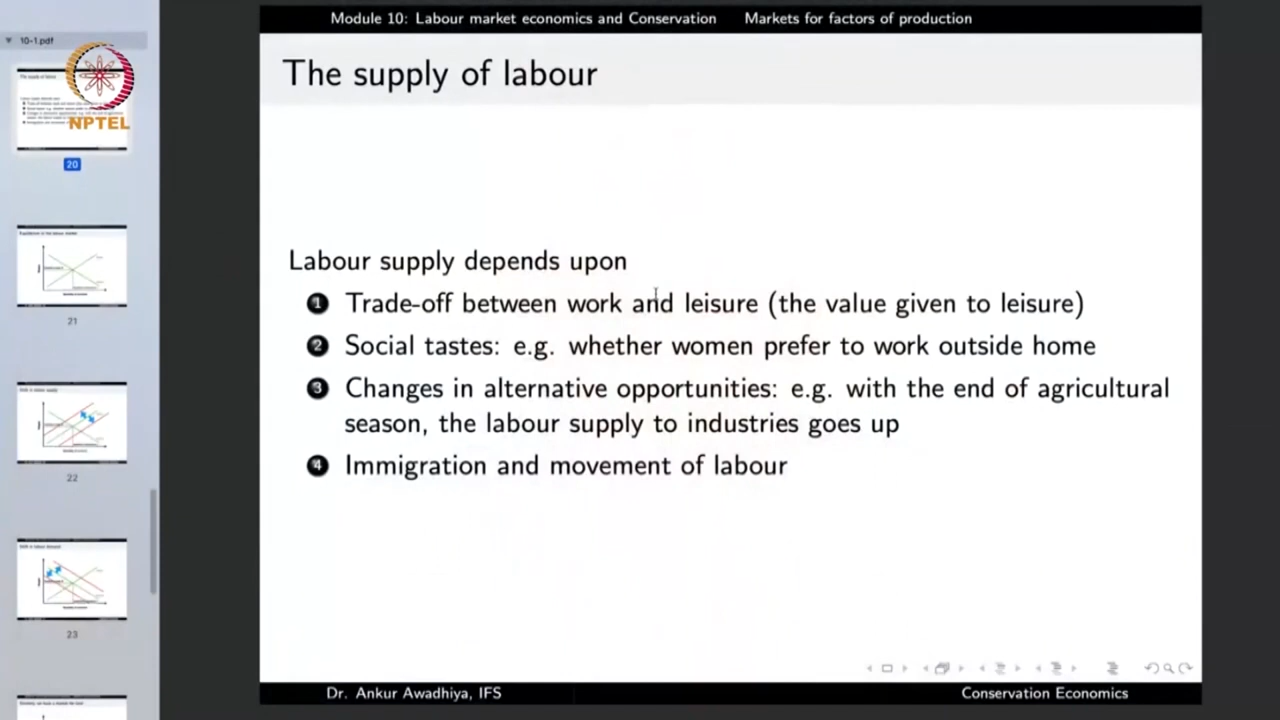 Module 10: Labour market economics and Conservation Markets for factors of production
10-1.pdf
NPTEL
The supply of labour
Labour supply depends upon
1 Trade-off between work and leisure (the value given to leisure)
2 Social tastes: e.g. whether women prefer to work outside home
3 Changes in alternative opportunities: e.g. with the end of agricultural
season, the labour supply to industries goes up
4 Immigration and movement of labour
20
21
22
23
Dr. Ankur Awadhiya, IFS Conservation Economics